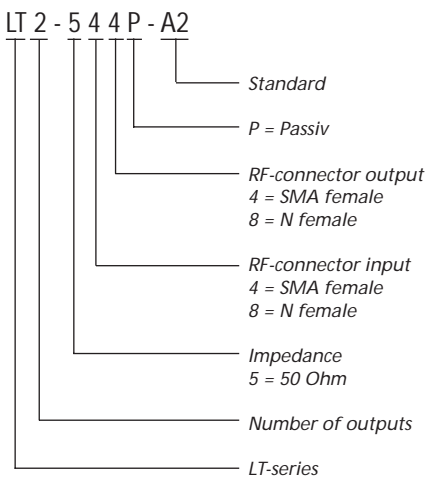 LT 2 - 5 4 4 P - A2
Standard
P = Passiv
RF-connector output
4 = SMA female
8 = N female
RF-connector input
4 = SMA female
8 = N female
Impedance
5 = 50 Ohm
Number of outputs
LT-series